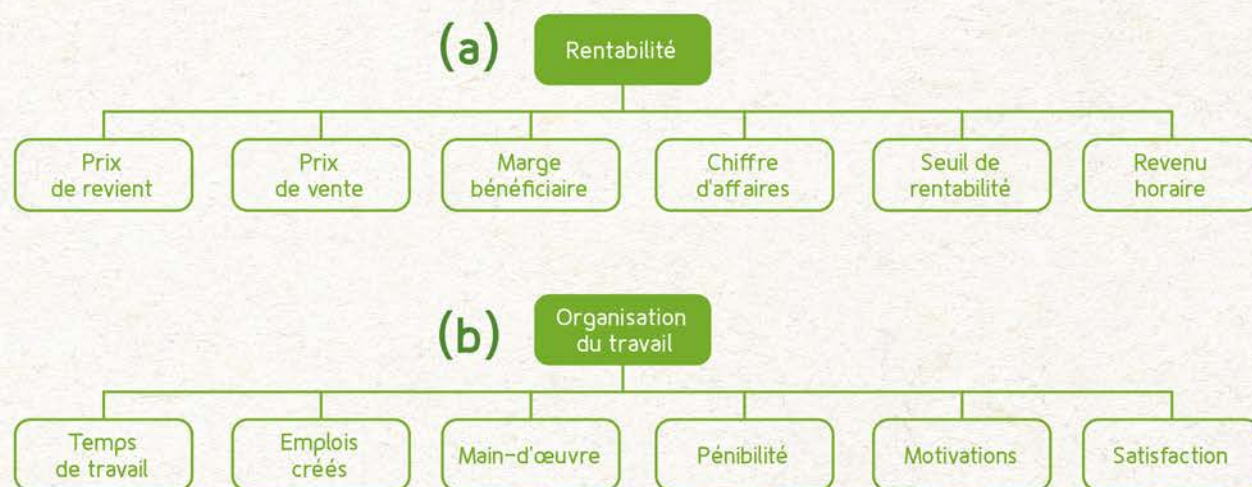 (a)
Rentabilité
Prix
de revient
Prix
de vente
Marge
bénéficiaire
Chiffre
d'affaires
Seuil de
rentabilité
Revenu
horaire
(b)
Organisation
du travail
Temps
de travail
Emplois
créés
Main-d'œuvre
Pénibilité
Motivations
Satisfaction